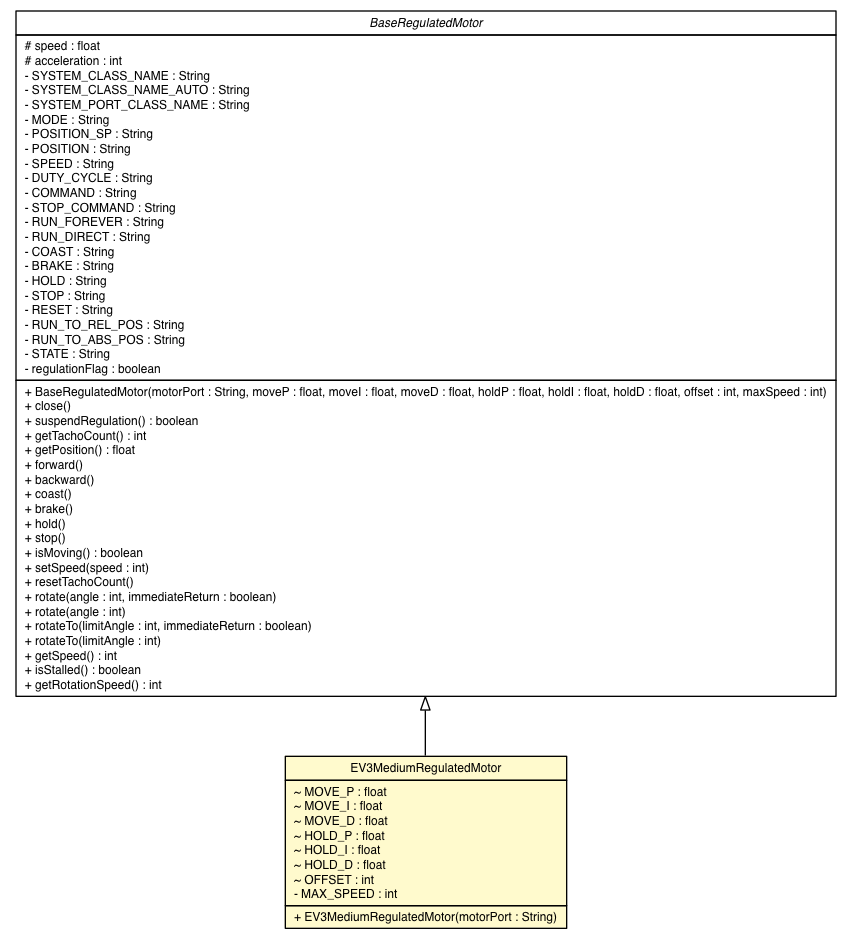 BaseRegulatedMotor
# speed : float
# acceleration : int
- SYSTEM_CLASS_NAME : String
- SYSTEM_CLASS_NAME_AUTO : String
- SYSTEM_PORT_CLASS_NAME : String
- MODE : String
- POSITION_SP : String
- POSITION : String
- SPEED : String
- DUTY_CYCLE : String
- COMMAND : String
- STOP_COMMAND : String
- RUN_FOREVER : String
- RUN_DIRECT : String
- COAST : String
- BRAKE : String
- HOLD : String
- STOP : String
- RESET : String
- RUN_TO_REL_POS : String
- RUN_TO_ABS_POS : String
- STATE : String
- regulationFlag : boolean
+ BaseRegulatedMotor(motorPort : String, moveP : float, moveI : float, moveD : float, holdP : float, holdI : float, holdD : float, offset : int, maxSpeed : int)
+ close()
+ suspendRegulation() : boolean
+ getTachoCount() : int
+ getPosition() : float
+ forward()
+ backward()
+ coast()
+ brake()
+ hold()
+ stop()
+ isMoving() : boolean
+ setSpeed(speed : int)
+ resetTachoCount()
+ rotate(angle : int, immediateReturn : boolean)
+ rotate(angle : int)
+ rotateTo(limitAngle : int, immediateReturn : boolean)
+ rotateTo(limitAngle : int)
+ getSpeed() : int
+ isStalled() : boolean
+ getRotationSpeed() : int
EV3MediumRegulatedMotor
~ MOVE_P : float
~ MOVE_I : float
~ MOVE_D : float
~ HOLD_P : float
~ HOLD_I : float
~ HOLD_D : float
~ OFFSET : int
- MAX_SPEED : int
+ EV3MediumRegulatedMotor(motorPort : String)